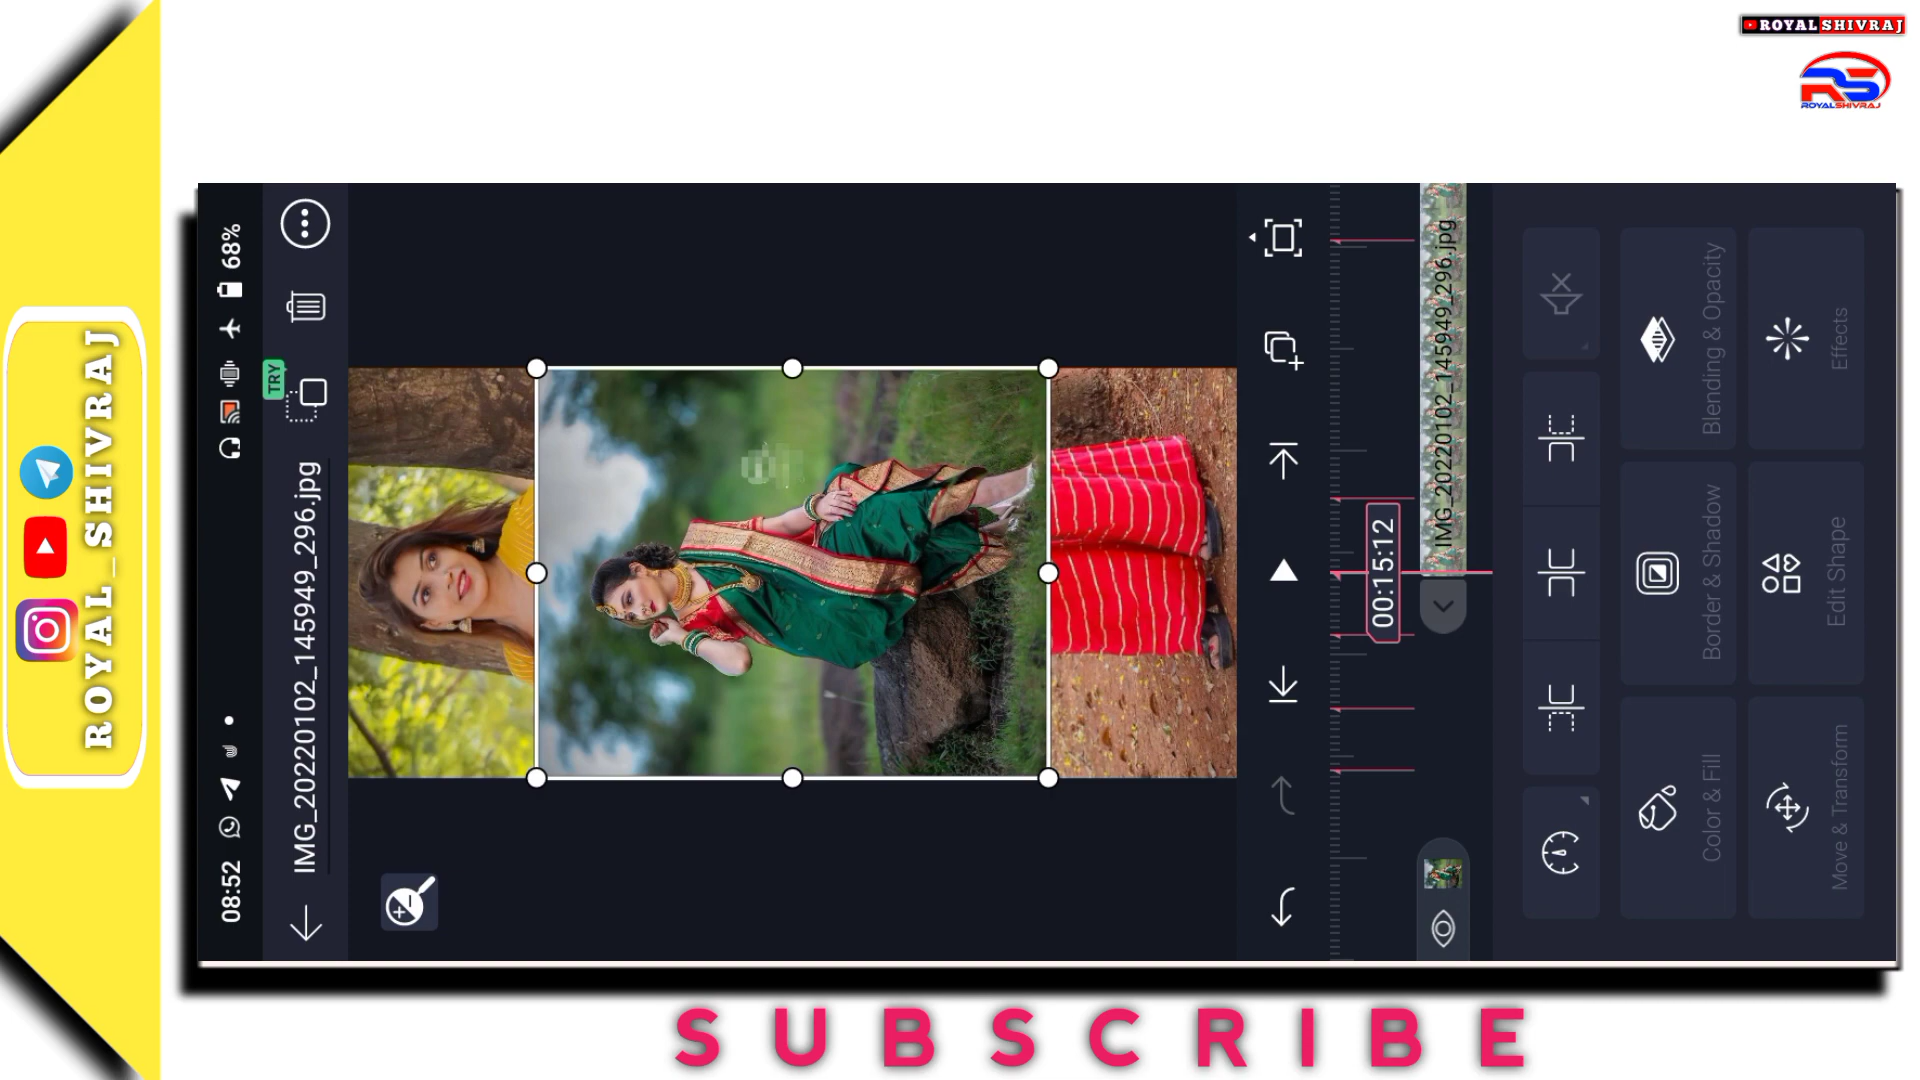 ROYAL SHIVRAJ
RS
ROYALSHIVRAJ
ROYAL_SHIVRAJ
08:52
68%
IMG_20220102_145949_296.jpg
TRY
00:15:12
IMG_20220102_145949_296.jpg
Color & Fill
Border & Shadow
Blending & Opacity
Move & Transform
Edit Shape
Effects
SUBSCRIBE